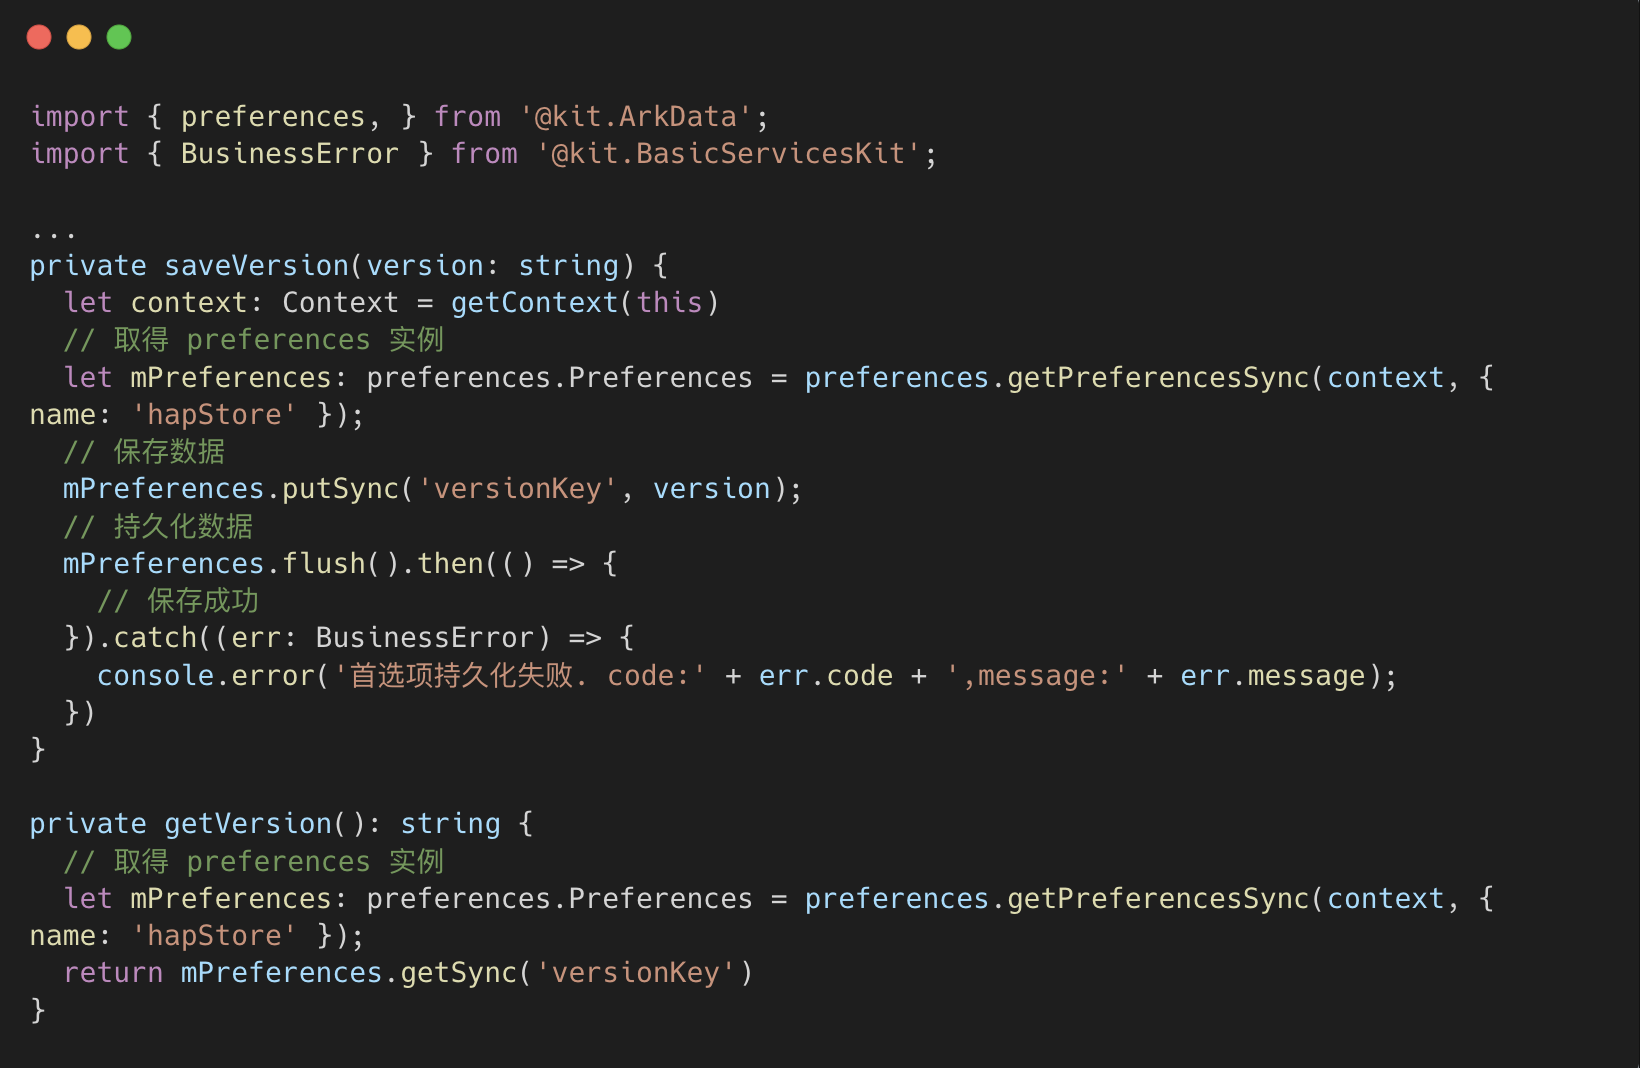 import { preferences, } from '@kit.ArkData';
import { BusinessError } from '@kit.BasicServicesKit';
...
private saveVersion(version: string) {
  let context: Context = getContext(this)
  // 取得 preferences 实例
  let mPreferences: preferences.Preferences = preferences.getPreferencesSync(context, {
name: 'hapStore' });
  // 保存数据
  mPreferences.putSync('versionKey', version);
  // 持久化数据
  mPreferences.flush().then(() => {
    // 保存成功
  }).catch((err: BusinessError) => {
    console.error('首选项持久化失败. code:' + err.code + ',message:' + err.message);
  })
}
private getVersion(): string {
  // 取得 preferences 实例
  let mPreferences: preferences.Preferences = preferences.getPreferencesSync(context, {
name: 'hapStore' });
  return mPreferences.getSync('versionKey')
}